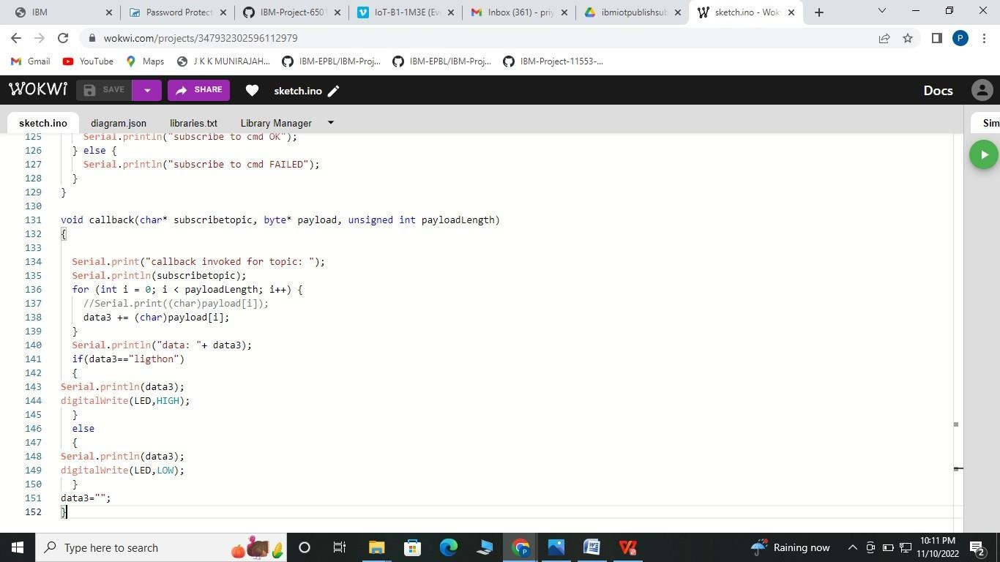 IBM
Password Protect
IBM-Project-6501
IoT-B1-1M3E (Eve
Inbox (361) - priy
ibmiotpublishsub
sketch.ino - Wok
wokwi.com/projects/347932302596112979
P
Gmail
YouTube
Maps
J K K MUNIRAJAH...
IBM-EPBL/IBM-Proj...
IBM-EPBL/IBM-Proj...
IBM-Project-11553-...
WOKWI
SAVE
SHARE
sketch.ino
Docs
sketch.ino
diagram.json
libraries.txt
Library Manager
Sim
125 Serial.println("subscribe to cmd OK");
126 } else {
127 Serial.println("subscribe to cmd FAILED");
128 }
129 }
130
131 void callback(char* subscribetopic, byte* payload, unsigned int payloadLength)
132 {
133
134 Serial.print("callback invoked for topic: ");
135 Serial.println(subscribetopic);
136 for (int i = 0; i < payloadLength; i++) {
137 //Serial.print((char)payload[i]);
138 data3 += (char)payload[i];
139 }
140 Serial.println("data: "+ data3);
141 if(data3=="ligthon")
142 {
143 Serial.println(data3);
144 digitalWrite(LED,HIGH);
145 }
146 else
147 {
148 Serial.println(data3);
149 digitalWrite(LED,LOW);
150 }
151 data3="";
152 }
Type here to search
Raining now
10:11 PM
11/10/2022
2